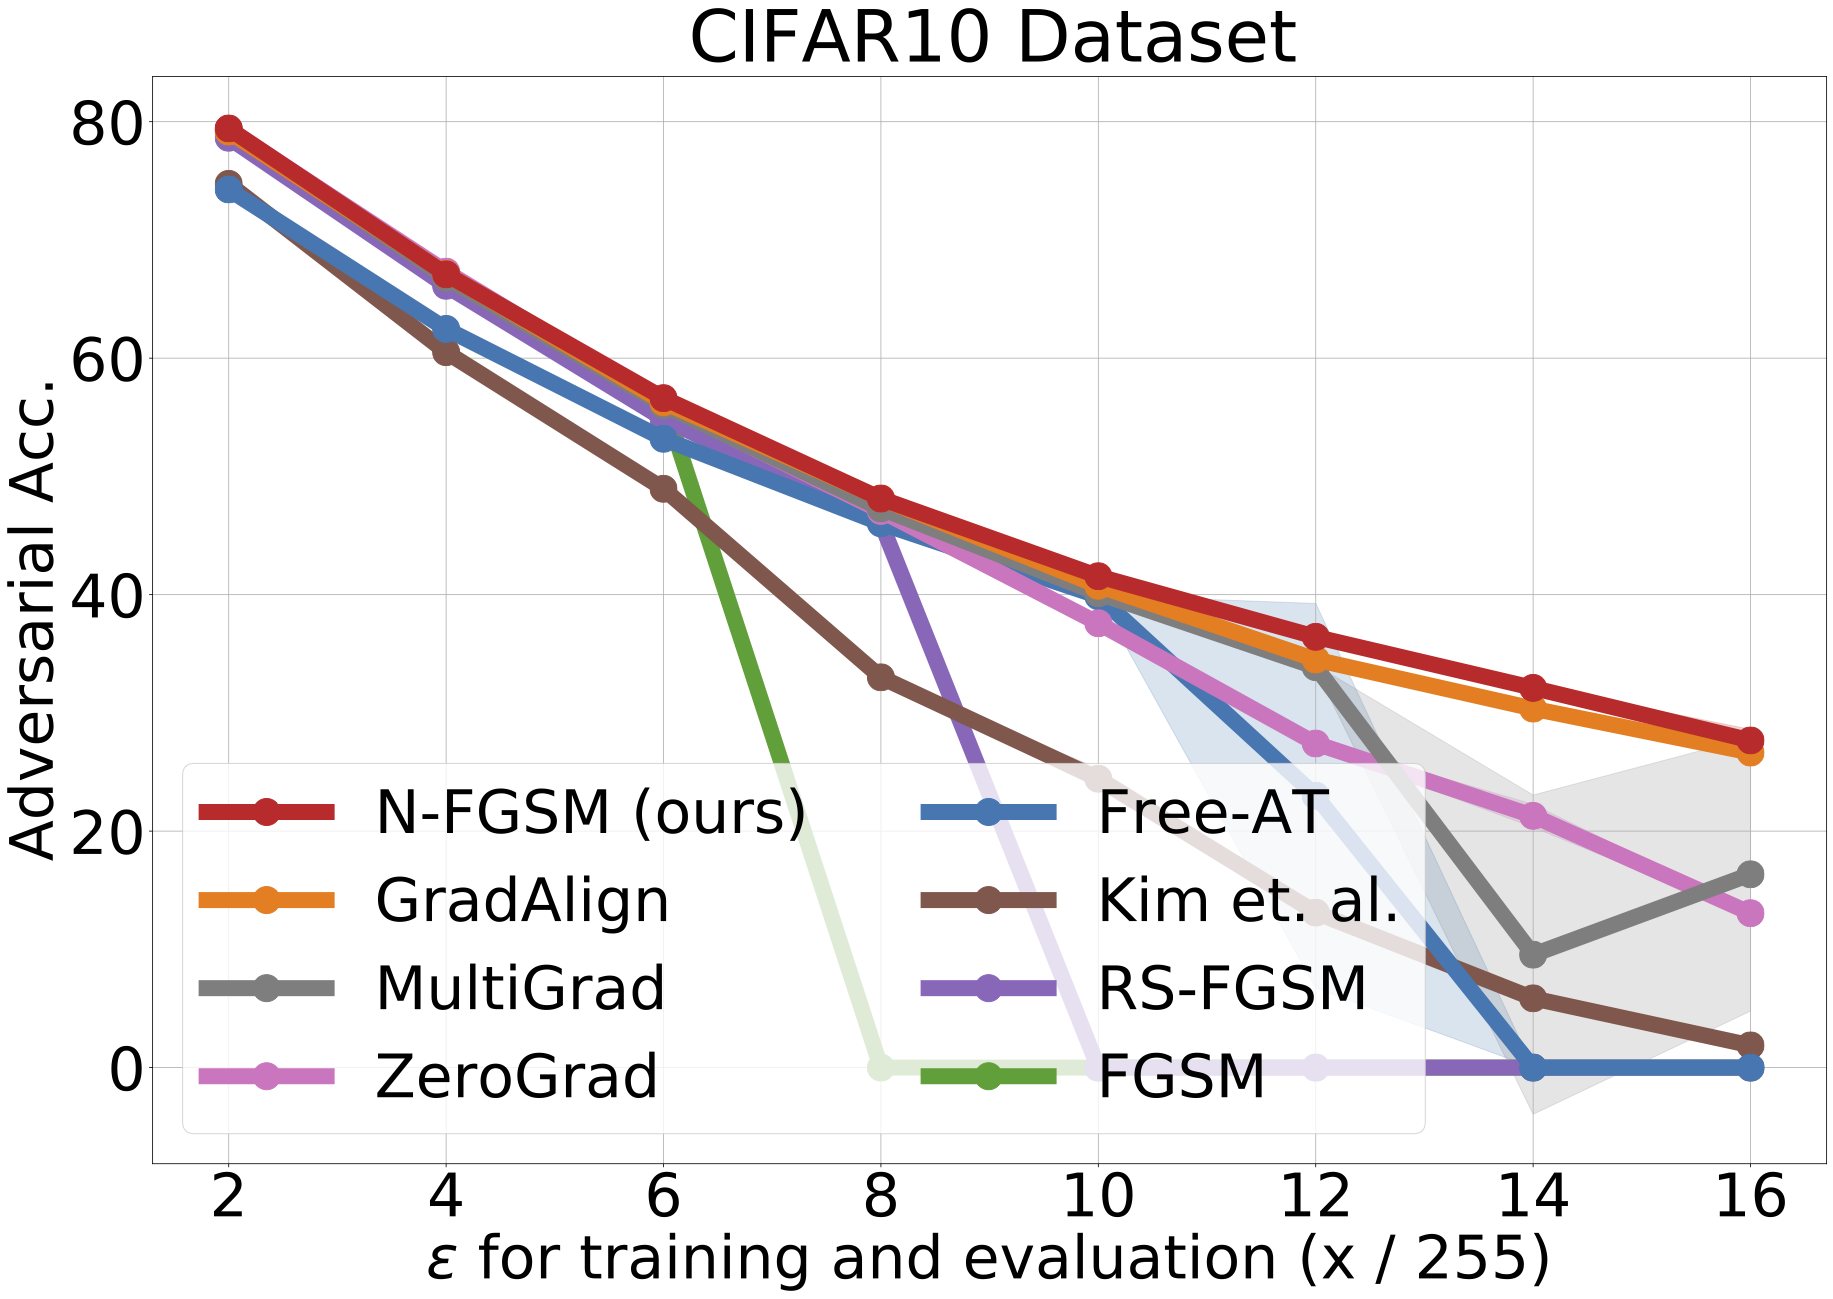 CIFAR10 Dataset
Adversarial Acc.
80
60
40
20
0
N-FGSM (ours)
GradAlign
MultiGrad
ZeroGrad
Free-AT
Kim et. al.
RS-FGSM
FGSM
2 4 6 8 10 12 14 16
ε for training and evaluation (x / 255)